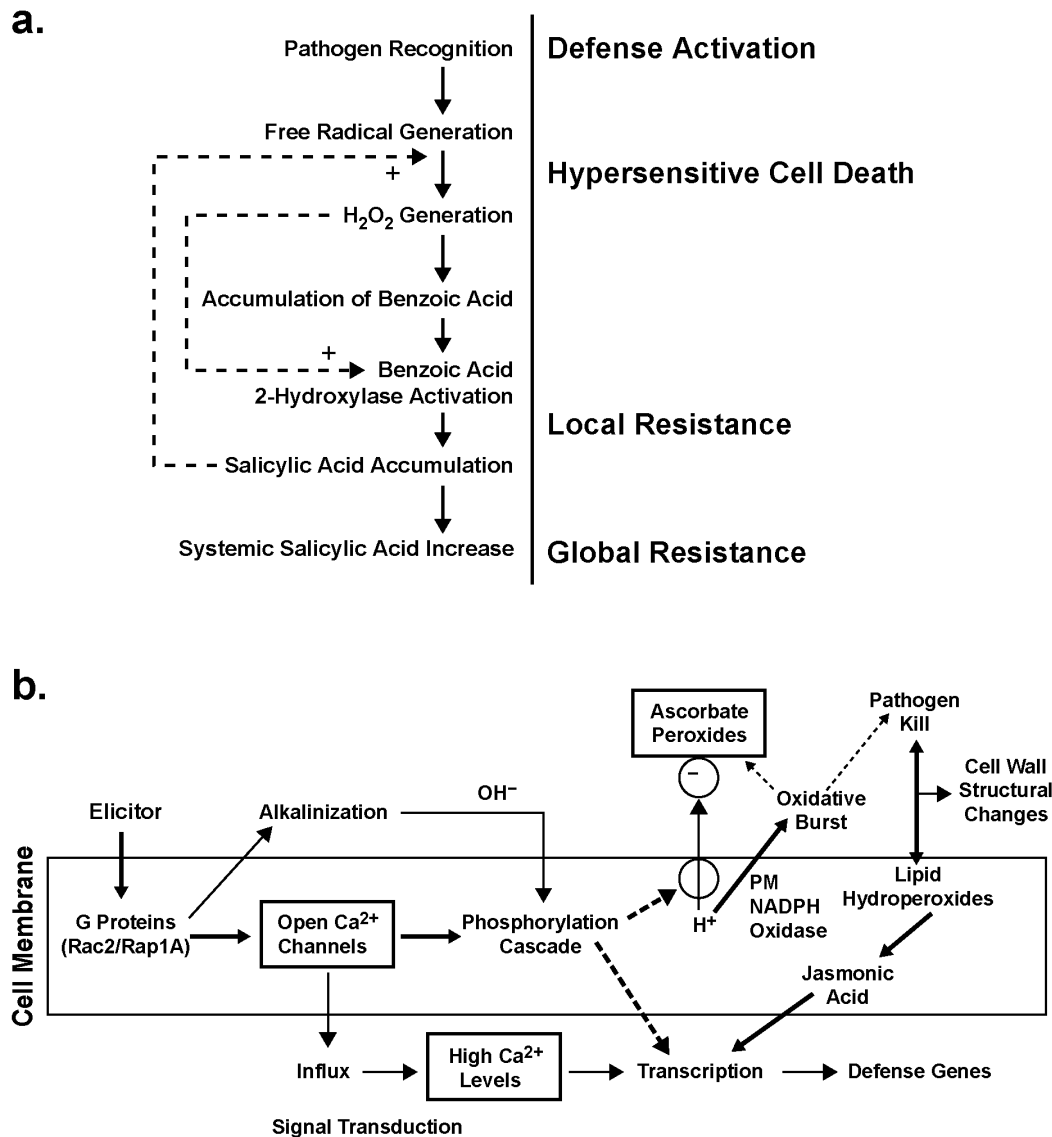 a.
Pathogen Recognition
Defense Activation
Free Radical Generation
+
Hypersensitive Cell Death
H₂O₂ Generation
Accumulation of Benzoic Acid
+
Benzoic Acid
2-Hydroxylase Activation
Local Resistance
Salicylic Acid Accumulation
Systemic Salicylic Acid Increase
Global Resistance
b.
Ascorbate
Peroxides
−
Pathogen
Kill
Cell Wall
Structural
Changes
Oxidative
Burst
Elicitor
Alkalinization
OH⁻
Cell Membrane
G Proteins
(Rac2/Rap1A)
Open Ca²⁺
Channels
Phosphorylation
Cascade
H⁺
PM
NADPH
Oxidase
Lipid
Hydroperoxides
Jasmonic
Acid
Influx
High Ca²⁺
Levels
Transcription
Defense Genes
Signal Transduction